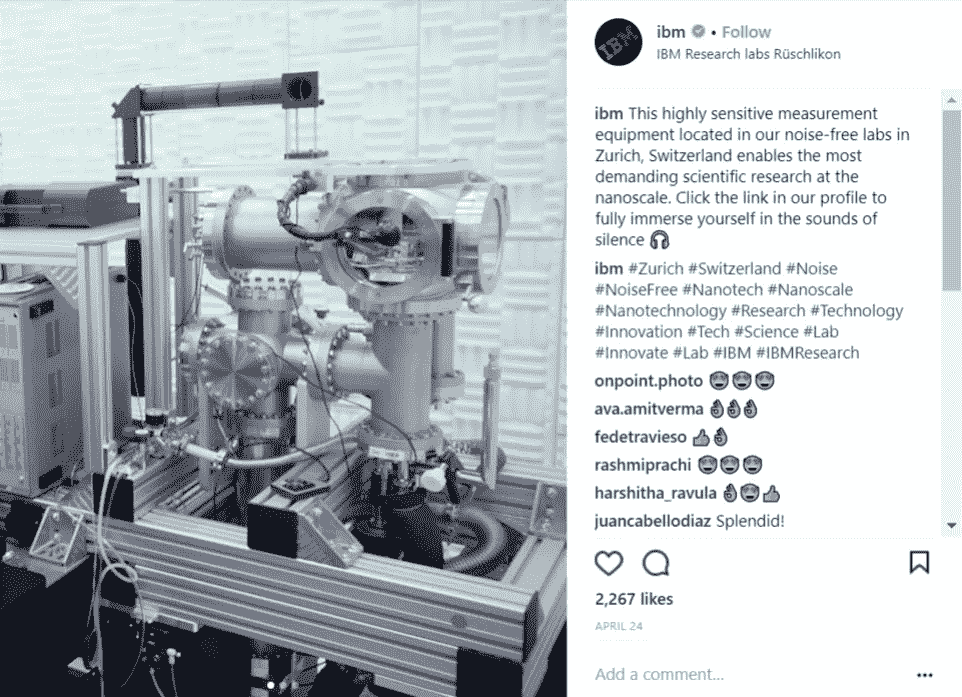 IBM
ibm • Follow
IBM Research labs Rüschlikon
ibm This highly sensitive measurement
equipment located in our noise-free labs in
Zurich, Switzerland enables the most
demanding scientific research at the
nanoscale. Click the link in our profile to
fully immerse yourself in the sounds of
silence 🎧
ibm #Zurich #Switzerland #Noise
#NoiseFree #Nanotech #Nanoscale
#Nanotechnology #Research #Technology
#Innovation #Tech #Science #Lab
#Innovate #Lab #IBM #IBMResearch
onpoint.photo 😍😍😍
ava.amitverma 👌👌👌
fedetravieso 👍👌
rashmiprachi 😍😍😍
harshitha_ravula 👌😍👍
juancabellodiaz Splendid!
2,267 likes
APRIL 24
Add a comment...